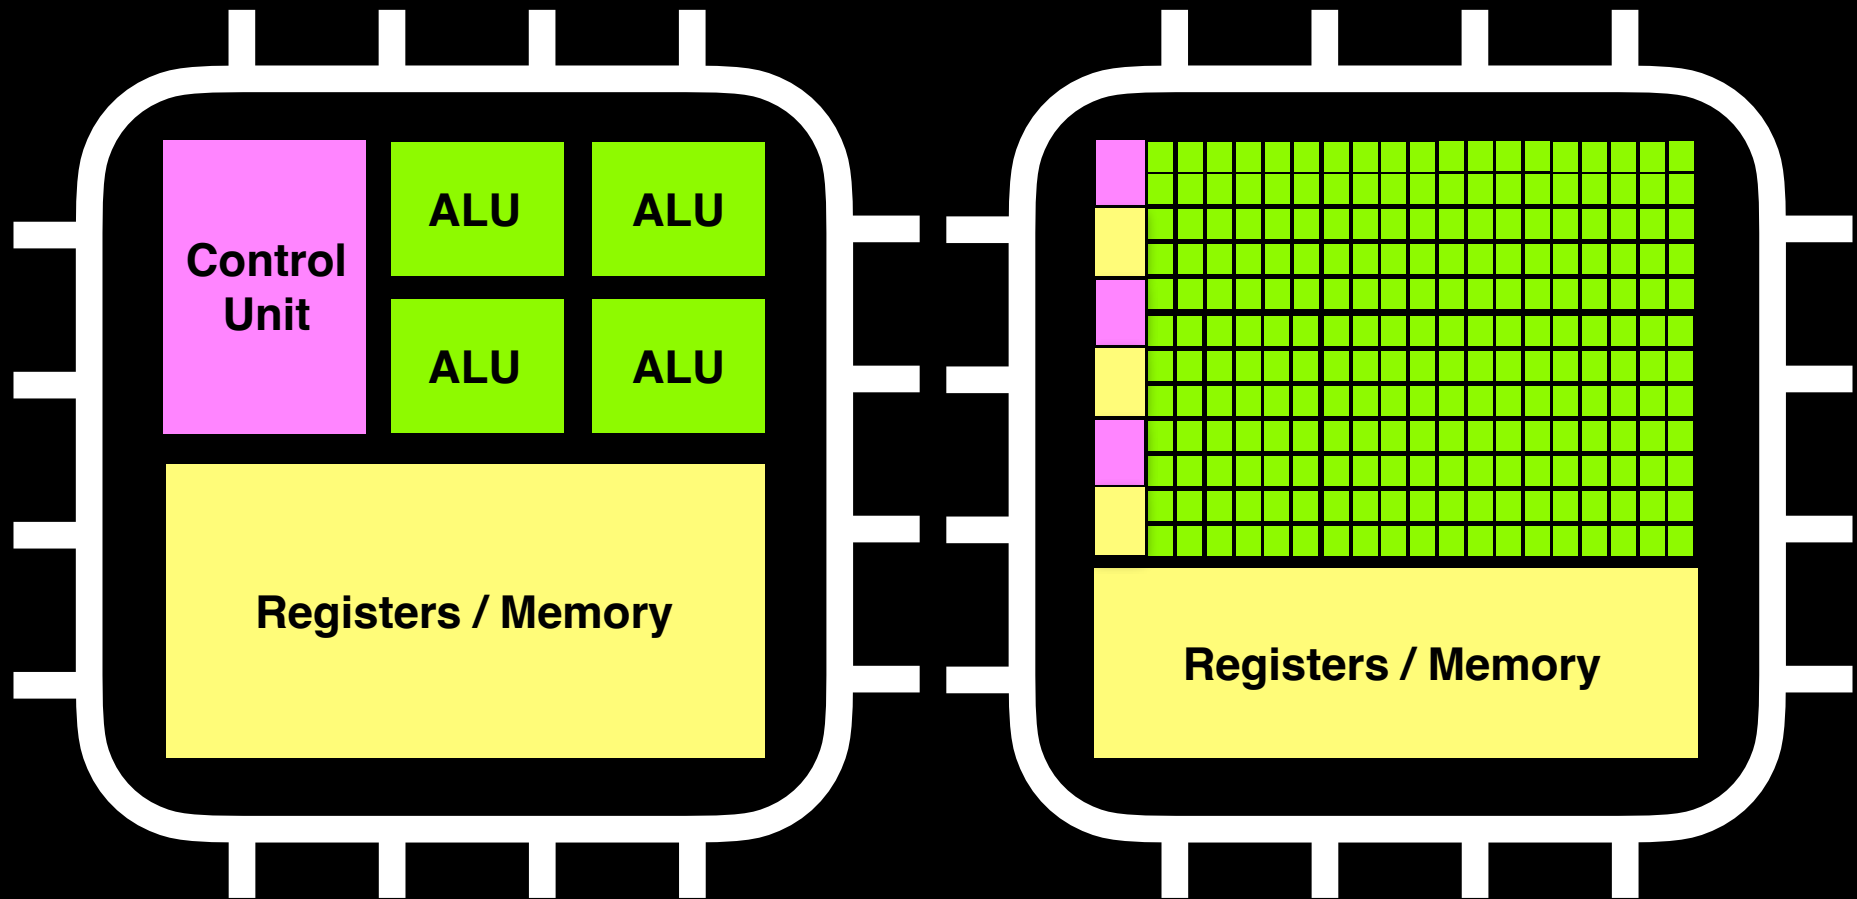 Control
Unit
ALU
ALU
ALU
ALU
Registers / Memory
Registers / Memory